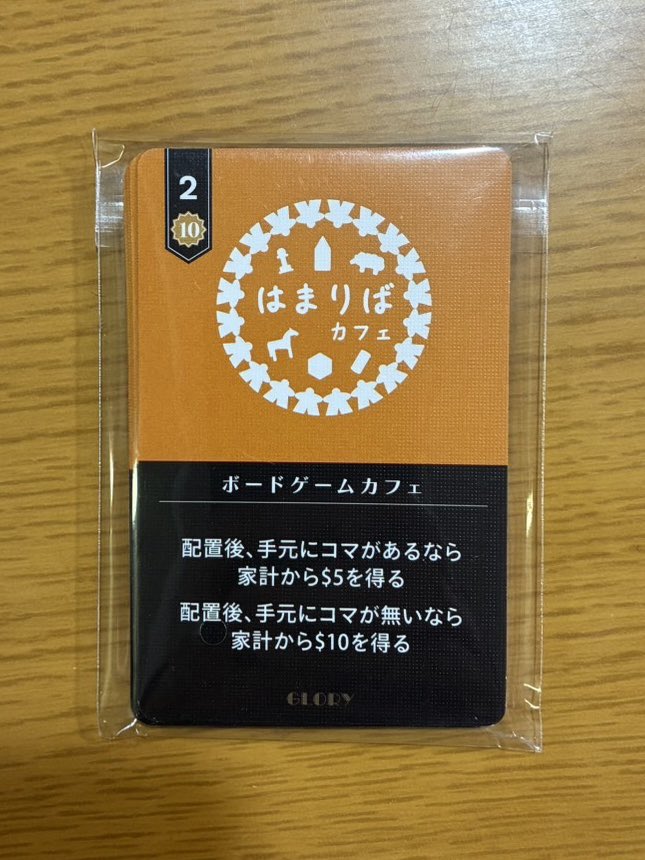 2
10
はまりば
カフェ
ボードゲームカフェ
配置後、手元にコマがあるなら
家計から$5を得る
配置後、手元にコマが無いなら
家計から$10を得る
GLORY